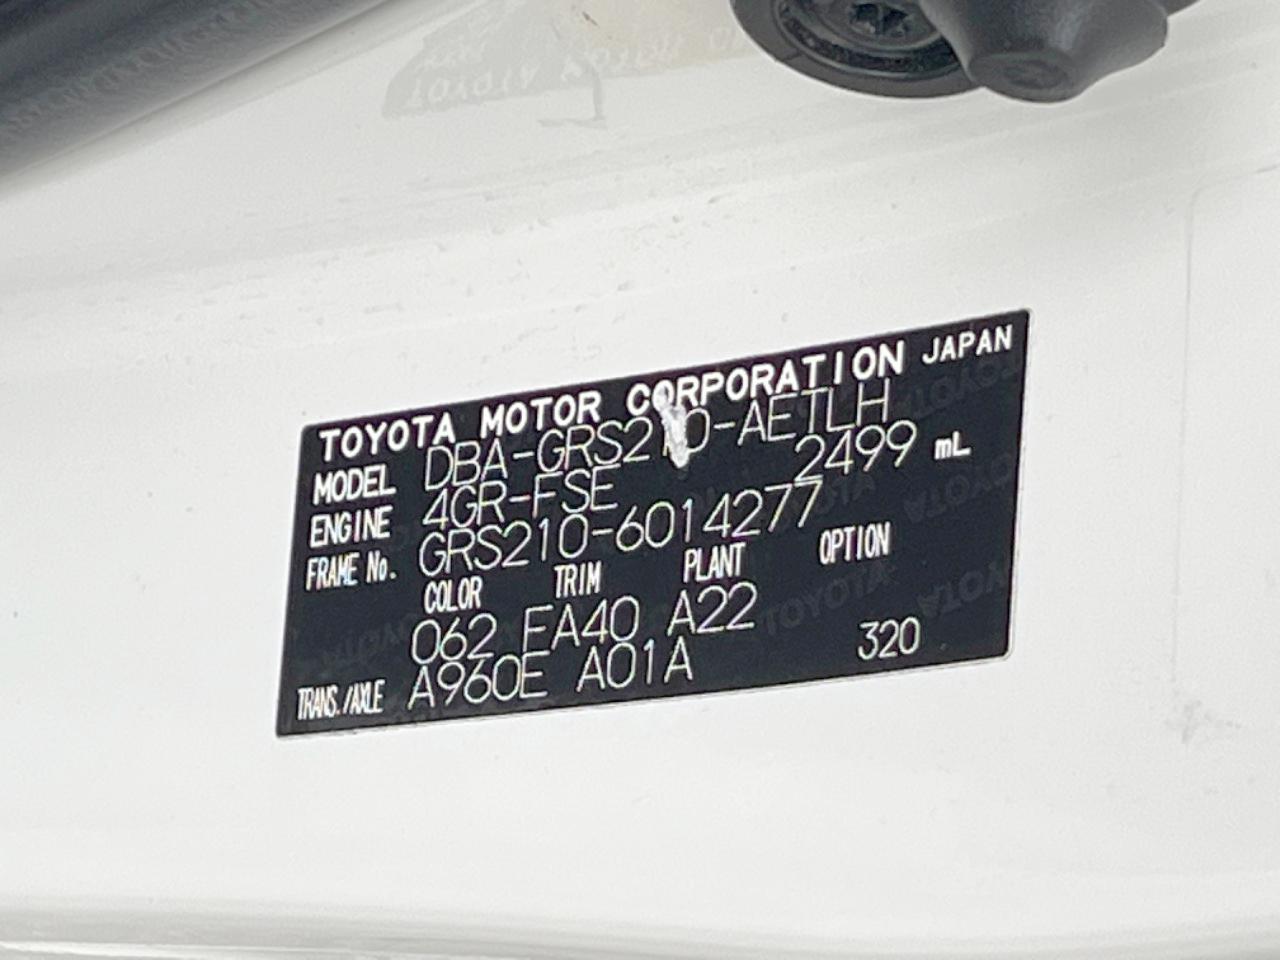 TOYOTA MOTOR CORPORATION JAPAN
MODEL DBA-GRS210-AETLH
ENGINE 4GR-FSE 2499 mL
FRAME No. GRS210-6014277
COLOR TRIM PLANT OPTION
062 EA40 A22
TRANS./AXLE A960E A01A 320